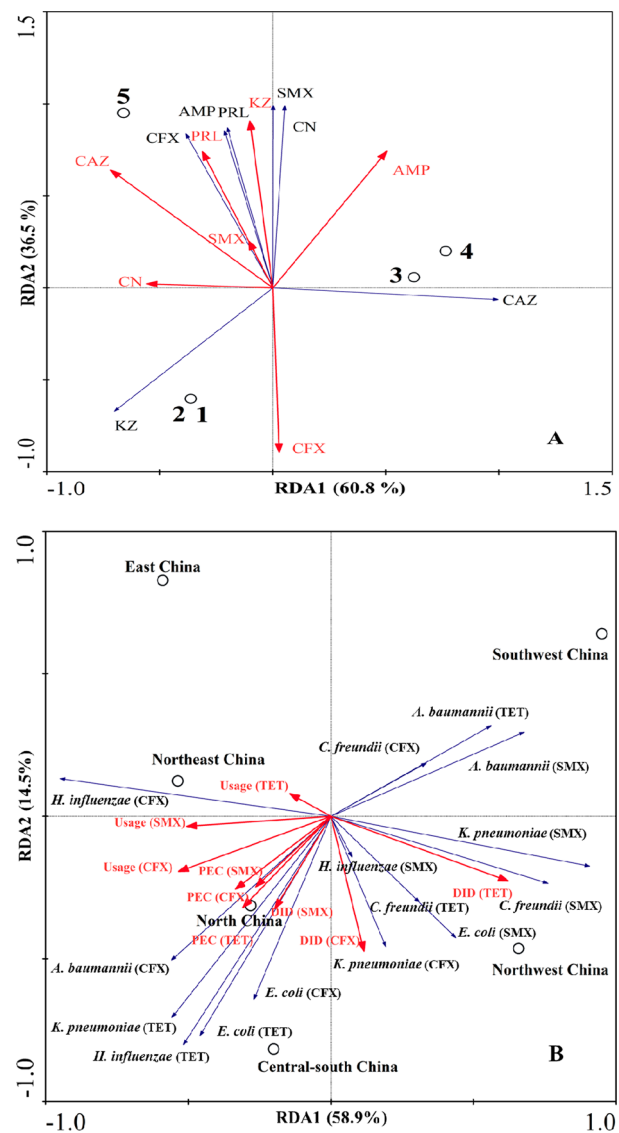 1.5
5
AMP
PRL
KZ
SMX
CN
CFX
PRL
CAZ
AMP
SMX
RDA2 (36.5 %)
CN
3
4
CAZ
KZ
2 1
CFX
A
-1.0
-1.0
RDA1 (60.8 %)
1.5
1.0
East China
Southwest China
A. baumannii (TET)
C. freundii (CFX)
A. baumannii (SMX)
Northeast China
Usage (TET)
H. influenzae (CFX)
RDA2 (14.5%)
Usage (SMX)
K. pneumoniae (SMX)
Usage (CFX)
PEC (SMX)
H. influenzae (SMX)
PEC (CFX)
DID (TET)
C. freundii (SMX)
C. freundii (TET)
DID (SMX)
North China
E. coli (SMX)
PEC (TET)
DID (CFX)
K. pneumoniae (CFX)
Northwest China
A. baumannii (CFX)
E. coli (CFX)
K. pneumoniae (TET)
E. coli (TET)
H. influenzae (TET)
Central-south China
B
-1.0
-1.0
RDA1 (58.9%)
1.0